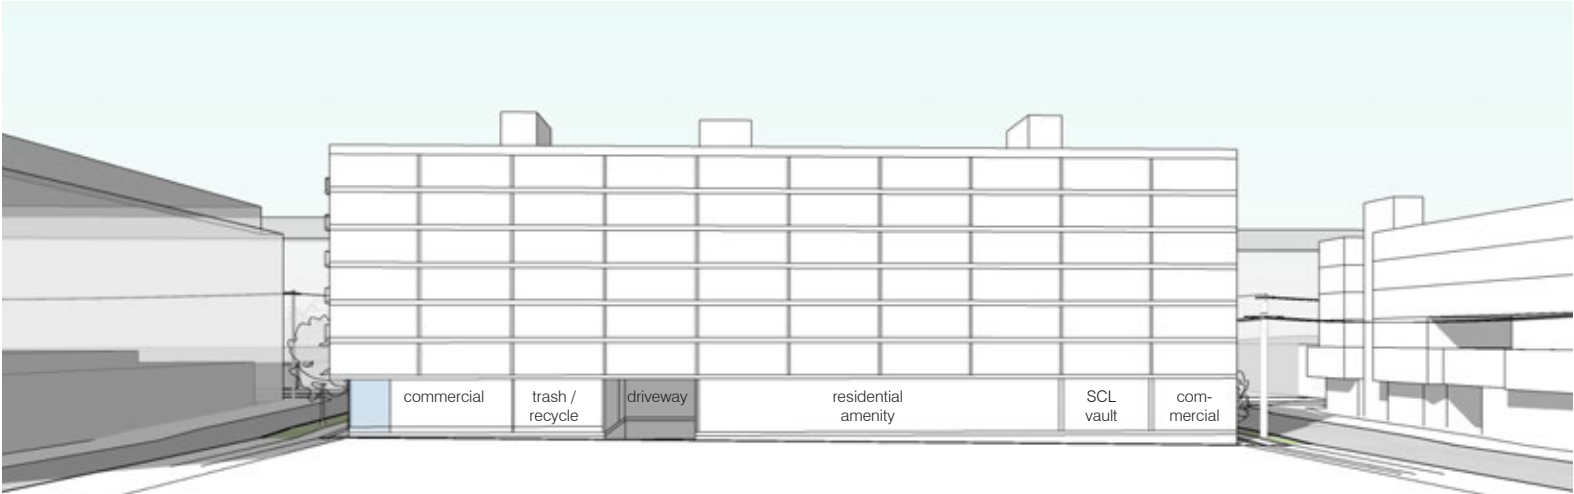 commercial
trash /
recycle
driveway
residential
amenity
SCL
vault
com-
mercial